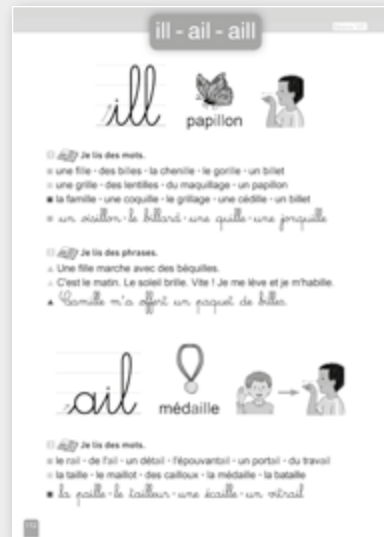 ill - ail - aill
ill
papillon
Je lis des mots.
une fille - des billes - la chenille - le gorille - un billet
une grille - des lentilles - du maquillage - un papillon
la famille - une coquille - le grillage - une cédille - un billet
un oisillon - le billard - une quille - une jonquille
Je lis des phrases.
Une fille marche avec des béquilles.
C'est le matin. Le soleil brille. Vite ! Je me lève et je m'habille.
Camille m'a offert un paquet de billes.
ail
médaille
Je lis des mots.
le rail - de l'ail - un détail - l'épouvantail - un portail - du travail
la taille - le maillot - des cailloux - la médaille - la bataille
la paille - le tailleur - une écaille - un vitrail